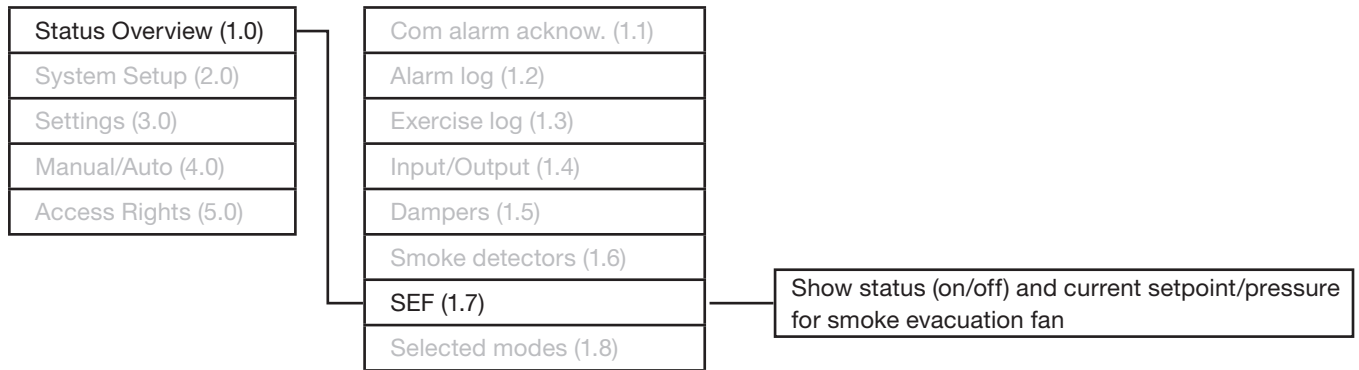 Status Overview (1.0)
System Setup (2.0)
Settings (3.0)
Manual/Auto (4.0)
Access Rights (5.0)
Com alarm acknow. (1.1)
Alarm log (1.2)
Exercise log (1.3)
Input/Output (1.4)
Dampers (1.5)
Smoke detectors (1.6)
SEF (1.7)
Selected modes (1.8)
Show status (on/off) and current setpoint/pressure
for smoke evacuation fan